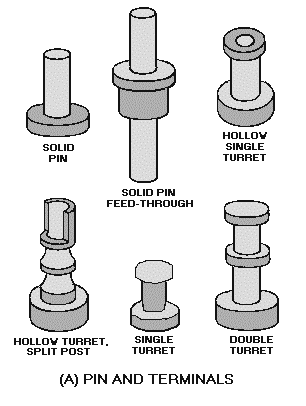 SOLID
PIN
SOLID PIN
FEED-THROUGH
HOLLOW
SINGLE
TURRET
HOLLOW TURRET,
SPLIT POST
SINGLE
TURRET
DOUBLE
TURRET
(A) PIN AND TERMINALS